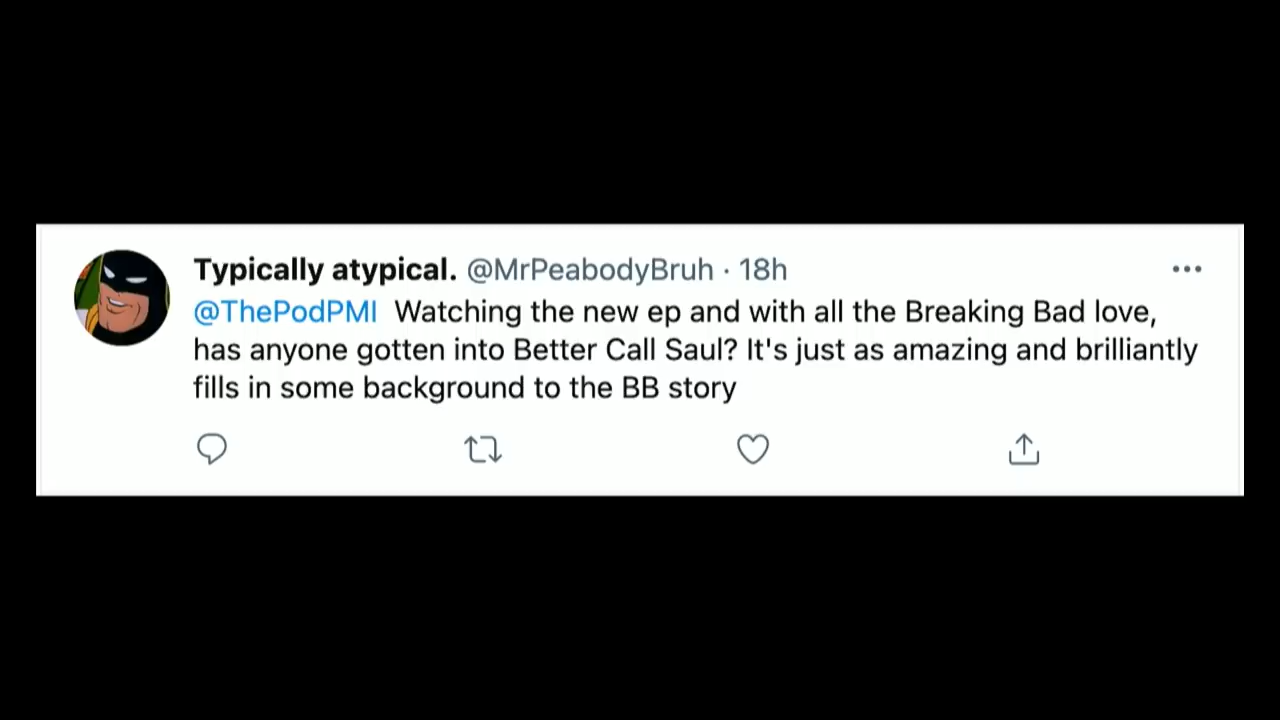 Typically atypical. @MrPeabodyBruh · 18h
@ThePodPMI Watching the new ep and with all the Breaking Bad love,
has anyone gotten into Better Call Saul? It's just as amazing and brilliantly
fills in some background to the BB story